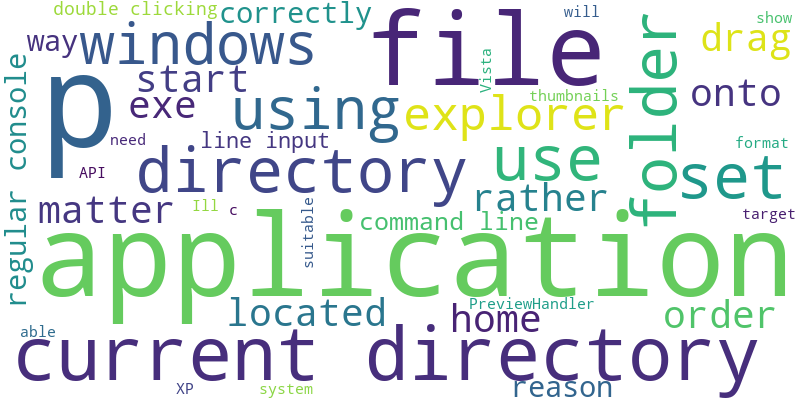 double clicking
correctly
will
show
way
windows
file
drag
p
start
exe
using
Vista
explorer
thumbnails
folder
onto
regular console
need
line input
API
directory
use
format
set
matter
Ill
c
suitable
rather
command line
target
application
located
home
PreviewHandler
order
able
current directory
XP
system
reason